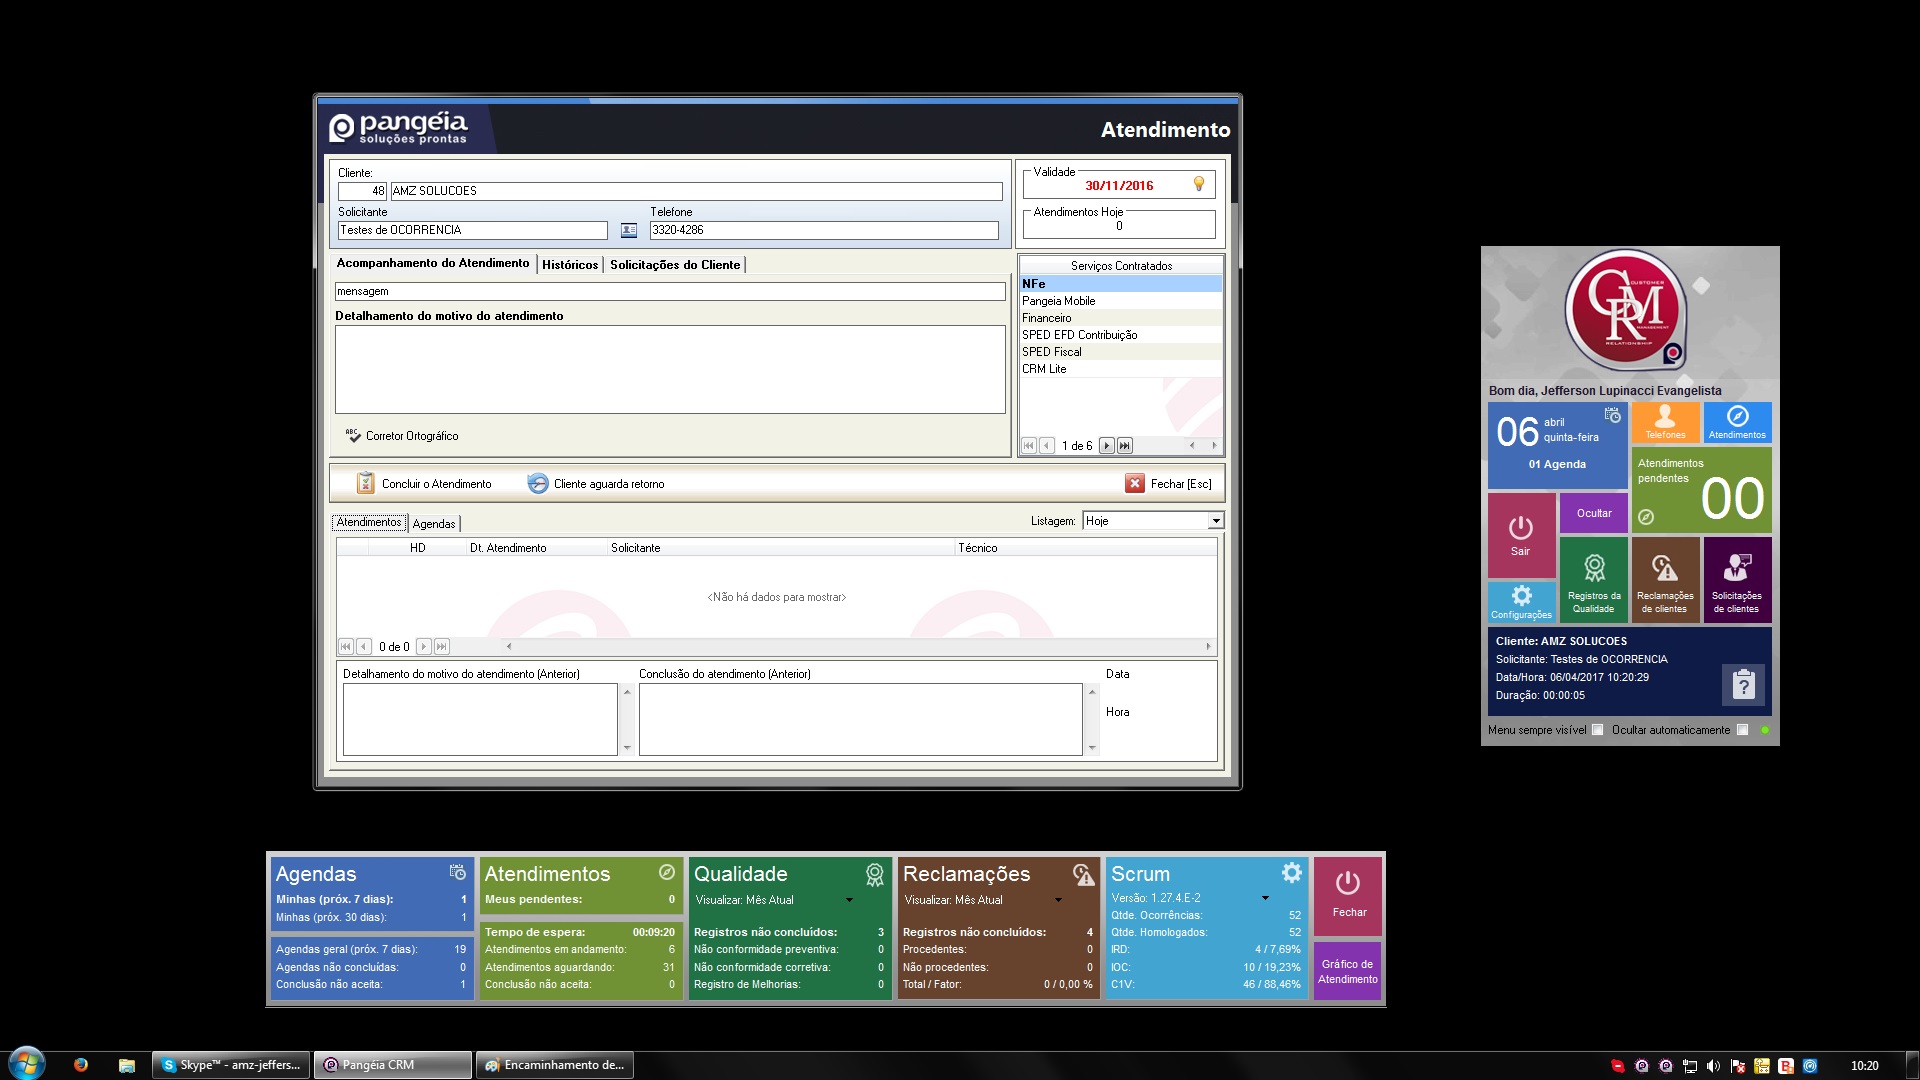 pangéia
soluções prontas
Atendimento
Cliente:
48 AMZ SOLUCOES
Solicitante
Telefone
Testes de OCORRENCIA
3320-4286
Validade
30/11/2016
Atendimentos Hoje
0
Acompanhamento do Atendimento
Históricos
Solicitações do Cliente
mensagem
Detalhamento do motivo do atendimento
ABC
Corretor Ortográfico
Serviços Contratados
NFe
Pangeia Mobile
Financeiro
SPED EFD Contribuição
SPED Fiscal
CRM Lite
1 de 6
Concluir o Atendimento
Cliente aguarda retorno
Fechar [Esc]
Atendimentos
Agendas
Listagem: Hoje
HD
Dt. Atendimento
Solicitante
Técnico
<Não há dados para mostrar>
0 de 0
Detalhamento do motivo do atendimento (Anterior)
Conclusão do atendimento (Anterior)
Data
Hora
CUSTOMER
CRM
MANAGEMENT
RELATIONSHIP
Bom dia, Jefferson Lupinacci Evangelista
06
abril
quinta-feira
01 Agenda
Telefones
Atendimentos
Atendimentos
pendentes
00
Sair
Ocultar
Configurações
Registros da
Qualidade
Reclamações
de clientes
Solicitações
de clientes
Cliente: AMZ SOLUCOES
Solicitante: Testes de OCORRENCIA
Data/Hora: 06/04/2017 10:20:29
Duração: 00:00:05
?
Menu sempre visível
Ocultar automaticamente
Agendas
Minhas (próx. 7 dias): 1
Minhas (próx. 30 dias): 1
Agendas geral (próx. 7 dias): 19
Agendas não concluídas: 0
Conclusão não aceita: 1
Atendimentos
Meus pendentes: 0
Tempo de espera: 00:09:20
Atendimentos em andamento: 6
Atendimentos aguardando: 31
Conclusão não aceita: 0
Qualidade
Visualizar: Mês Atual
Registros não concluídos: 3
Não conformidade preventiva: 0
Não conformidade corretiva: 0
Registro de Melhorias: 0
Reclamações
Visualizar: Mês Atual
Registros não concluídos: 4
Procedentes: 0
Não procedentes: 0
Total / Fator: 0 / 0,00 %
Scrum
Versão: 1.27.4.E-2
Qtde. Ocorrências: 52
Qtde. Homologados: 52
IRD: 4 / 7,69%
IOC: 10 / 19,23%
C1V: 46 / 88,46%
Fechar
Gráfico de
Atendimento
Skype™ - amz-jeffers...
Pangéia CRM
Encaminhamento de...
10:20